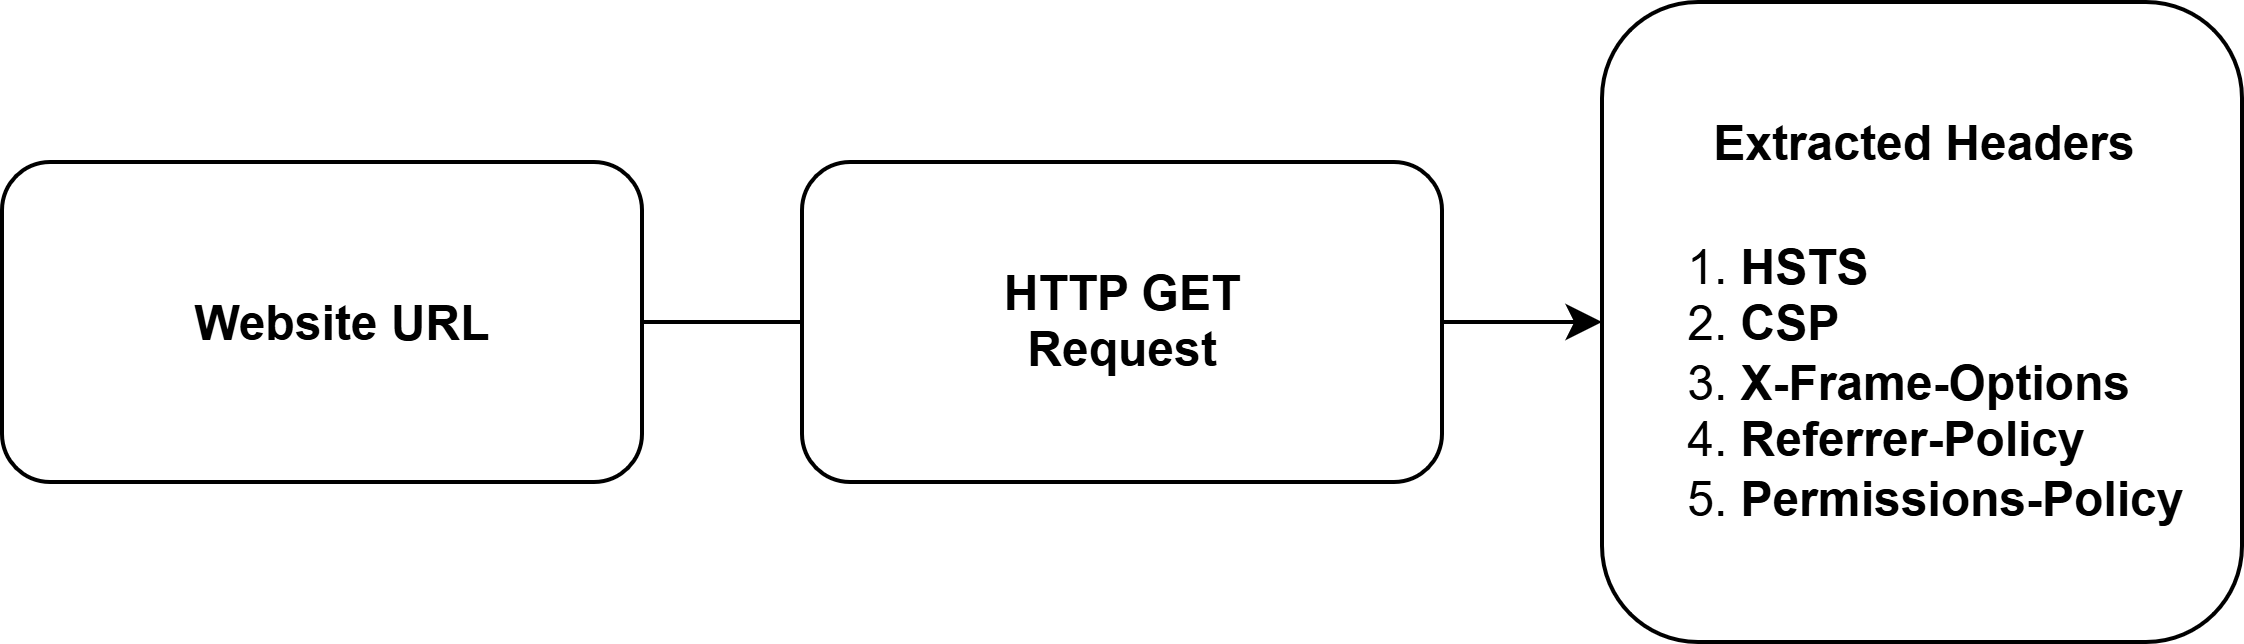 Website URL
HTTP GET
Request
Extracted Headers
1. HSTS
2. CSP
3. X-Frame-Options
4. Referrer-Policy
5. Permissions-Policy